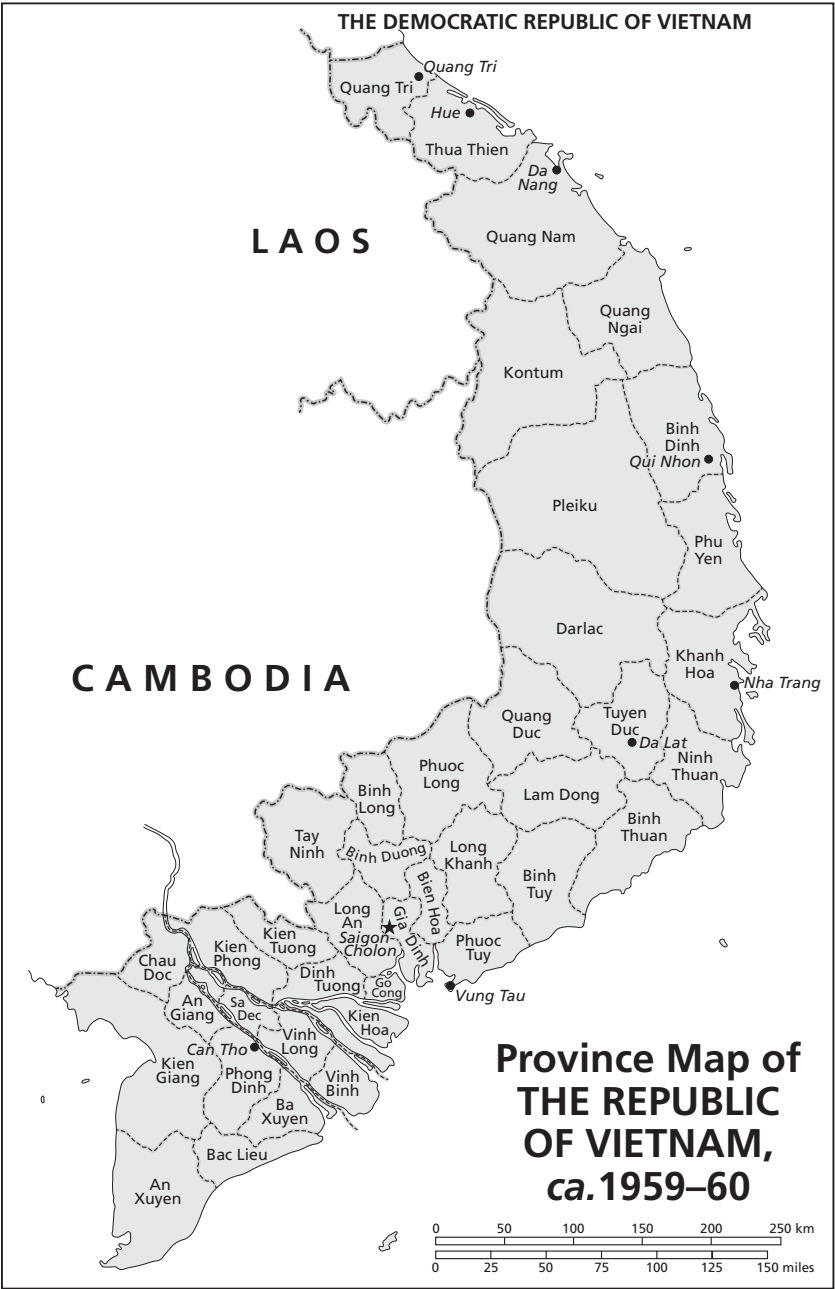 THE DEMOCRATIC REPUBLIC OF VIETNAM
Quang Tri
Quang Tri
Hue
Thua Thien
Da
Nang
LAOS
Quang Nam
Quang
Ngai
Kontum
Binh
Dinh
Qui Nhon
Pleiku
Phu
Yen
Darlac
CAMBODIA
Khanh
Hoa
Nha Trang
Quang
Duc
Tuyen
Duc
Da Lat
Ninh
Thuan
Phuoc
Long
Binh
Long
Lam Dong
Binh
Thuan
Tay
Ninh
Binh Duong
Long
Khanh
Bien Hoa
Binh
Tuy
Long
An
Gia Dinh
Saigon-
Cholon
Phuoc
Tuy
Kien
Tuong
Kien
Phong
Chau
Doc
Dinh
Tuong
Go
Cong
Vung Tau
An
Giang
Sa
Dec
Kien
Hoa
Vinh
Long
Can Tho
Kien
Giang
Phong
Dinh
Vinh
Binh
Ba
Xuyen
Bac Lieu
An
Xuyen
Province Map of
THE REPUBLIC
OF VIETNAM,
ca. 1959–60
0 50 100 150 200 250 km
0 25 50 75 100 125 150 miles